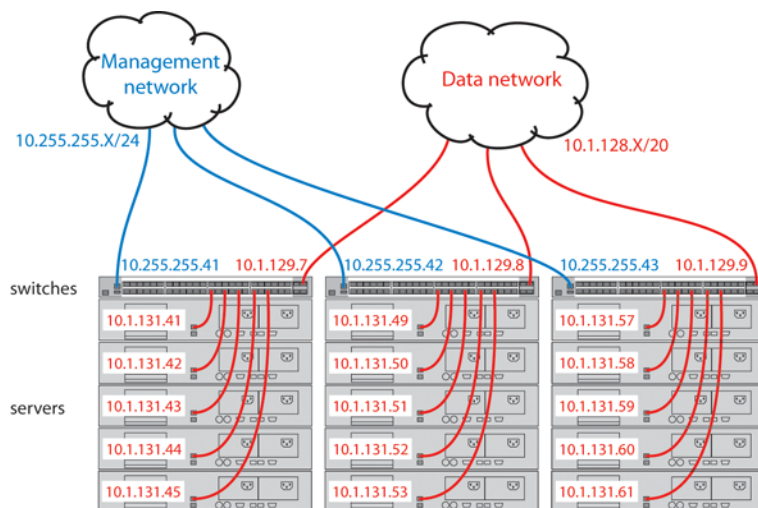 Management
network
Data network
10.255.255.X/24
10.1.128.X/20
10.255.255.41 10.1.129.7 10.255.255.42 10.1.129.8 10.255.255.43 10.1.129.9
switches
10.1.131.41 10.1.131.49 10.1.131.57
10.1.131.42 10.1.131.50 10.1.131.58
servers
10.1.131.43 10.1.131.51 10.1.131.59
10.1.131.44 10.1.131.52 10.1.131.60
10.1.131.45 10.1.131.53 10.1.131.61